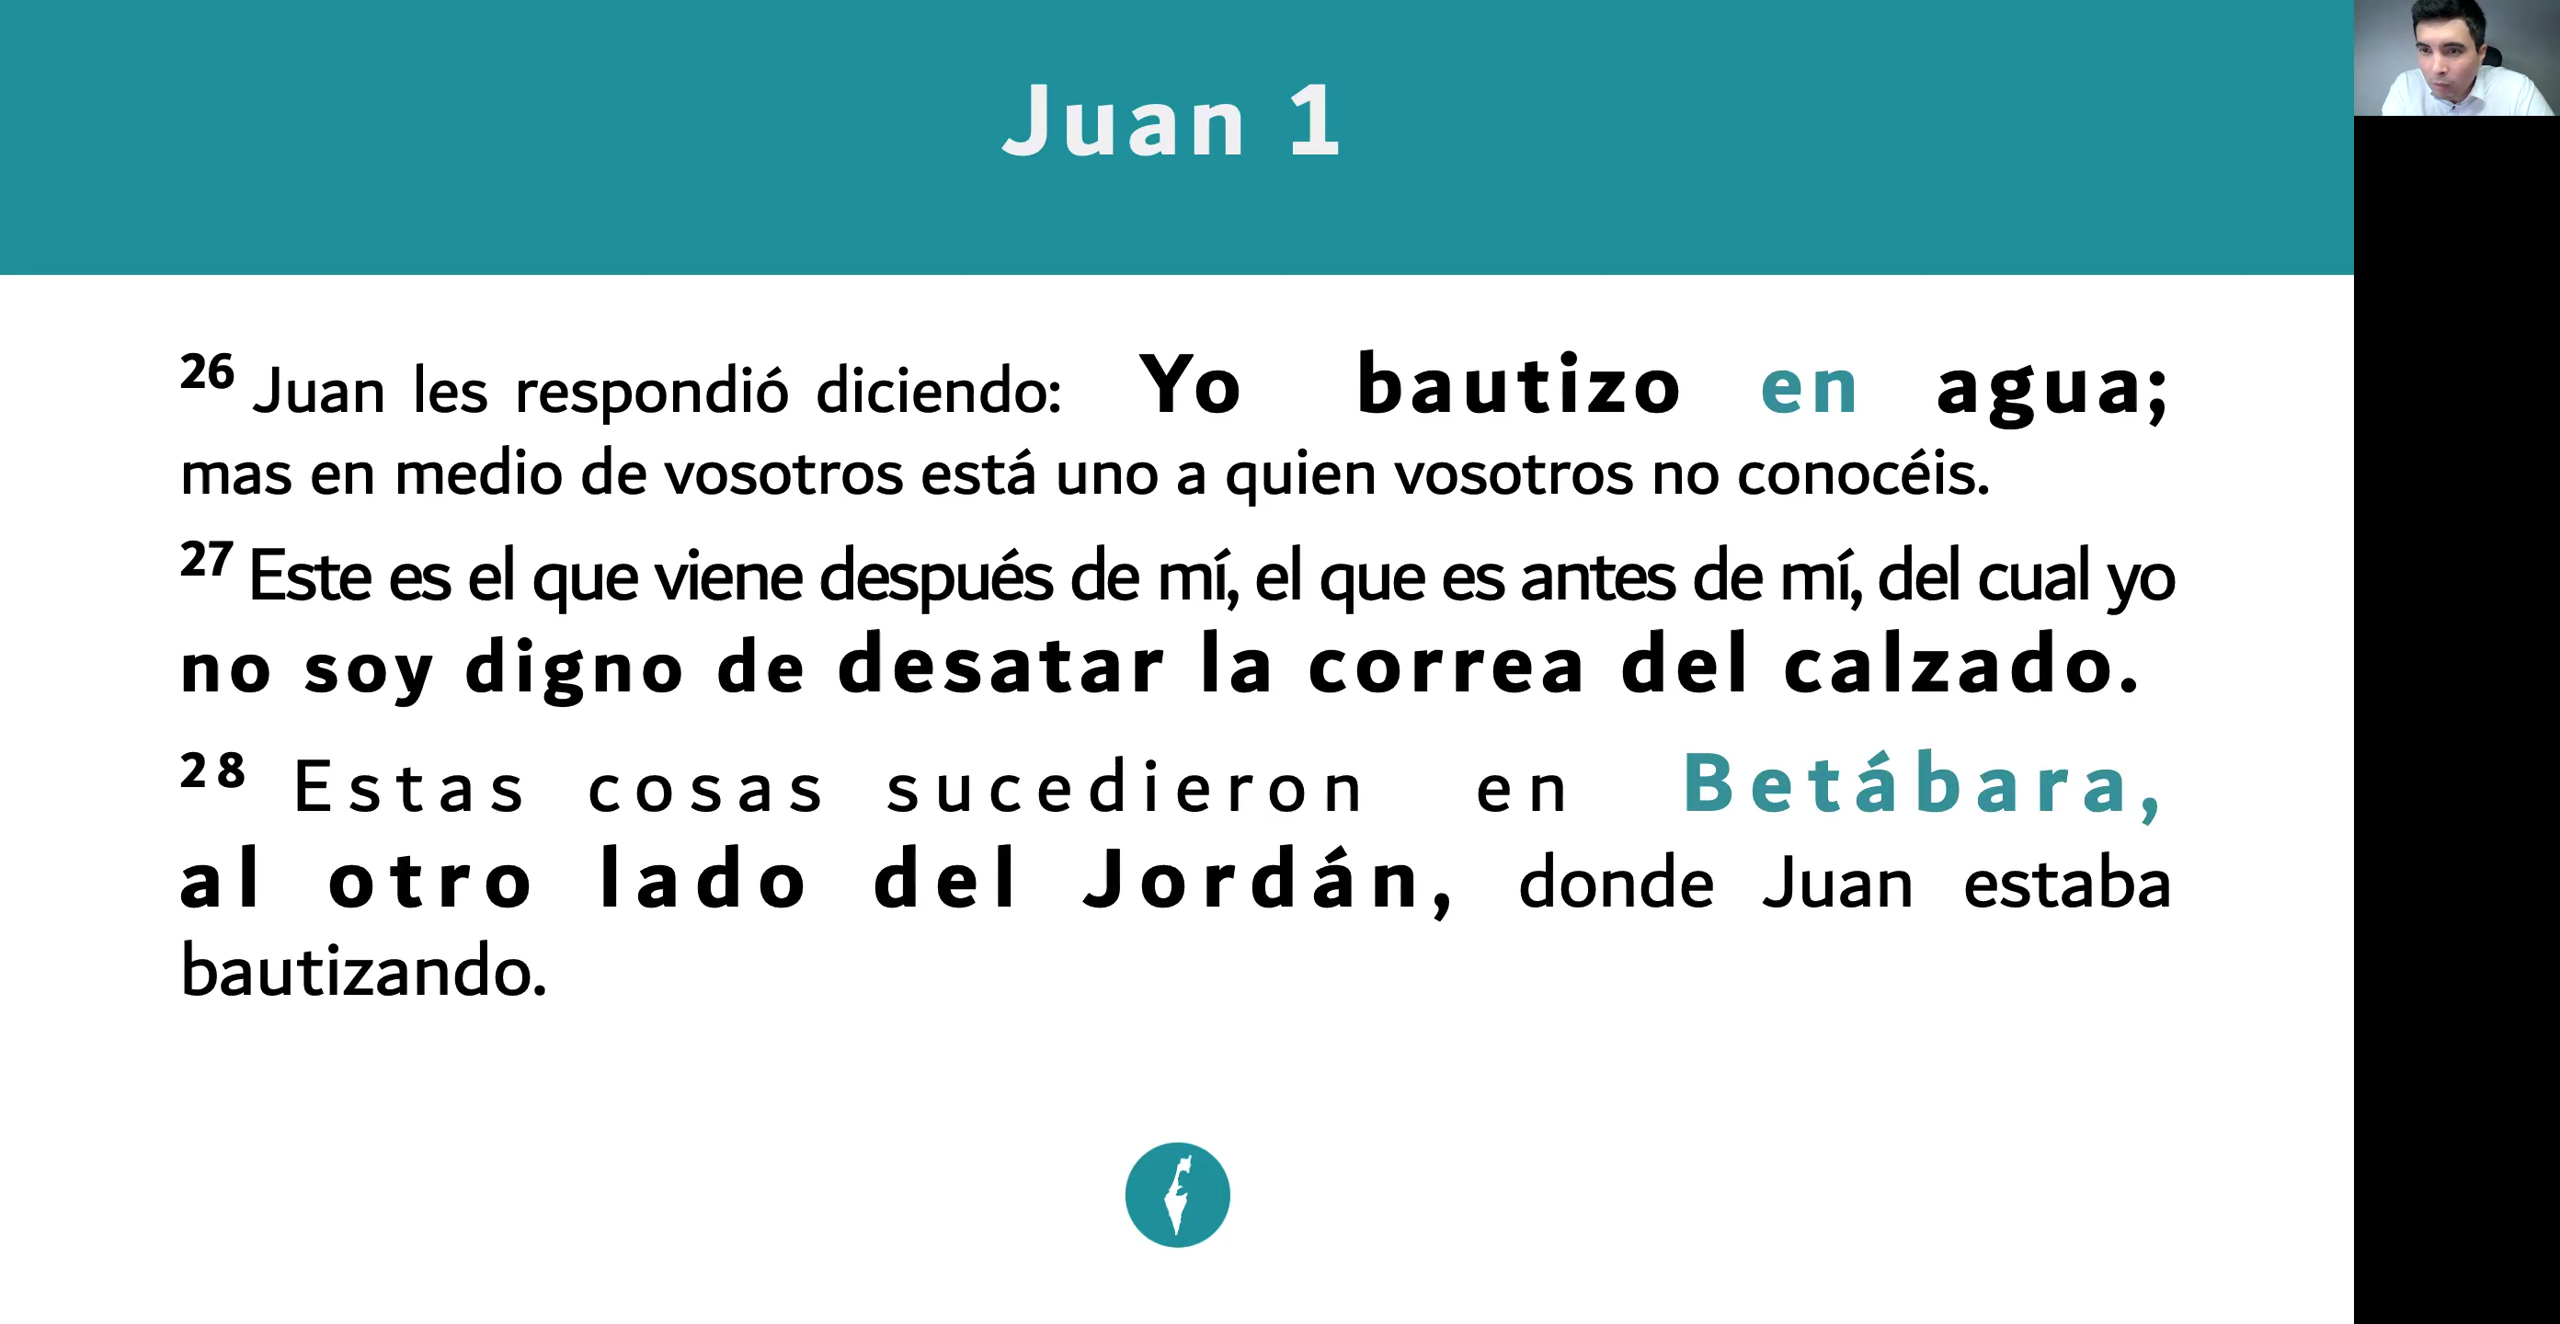 Juan 1
26 Juan les respondió diciendo: Yo bautizo en agua;
mas en medio de vosotros está uno a quien vosotros no conocéis.
27 Este es el que viene después de mí, el que es antes de mí, del cual yo
no soy digno de desatar la correa del calzado.
28 Estas cosas sucedieron en Betábara,
al otro lado del Jordán, donde Juan estaba
bautizando.